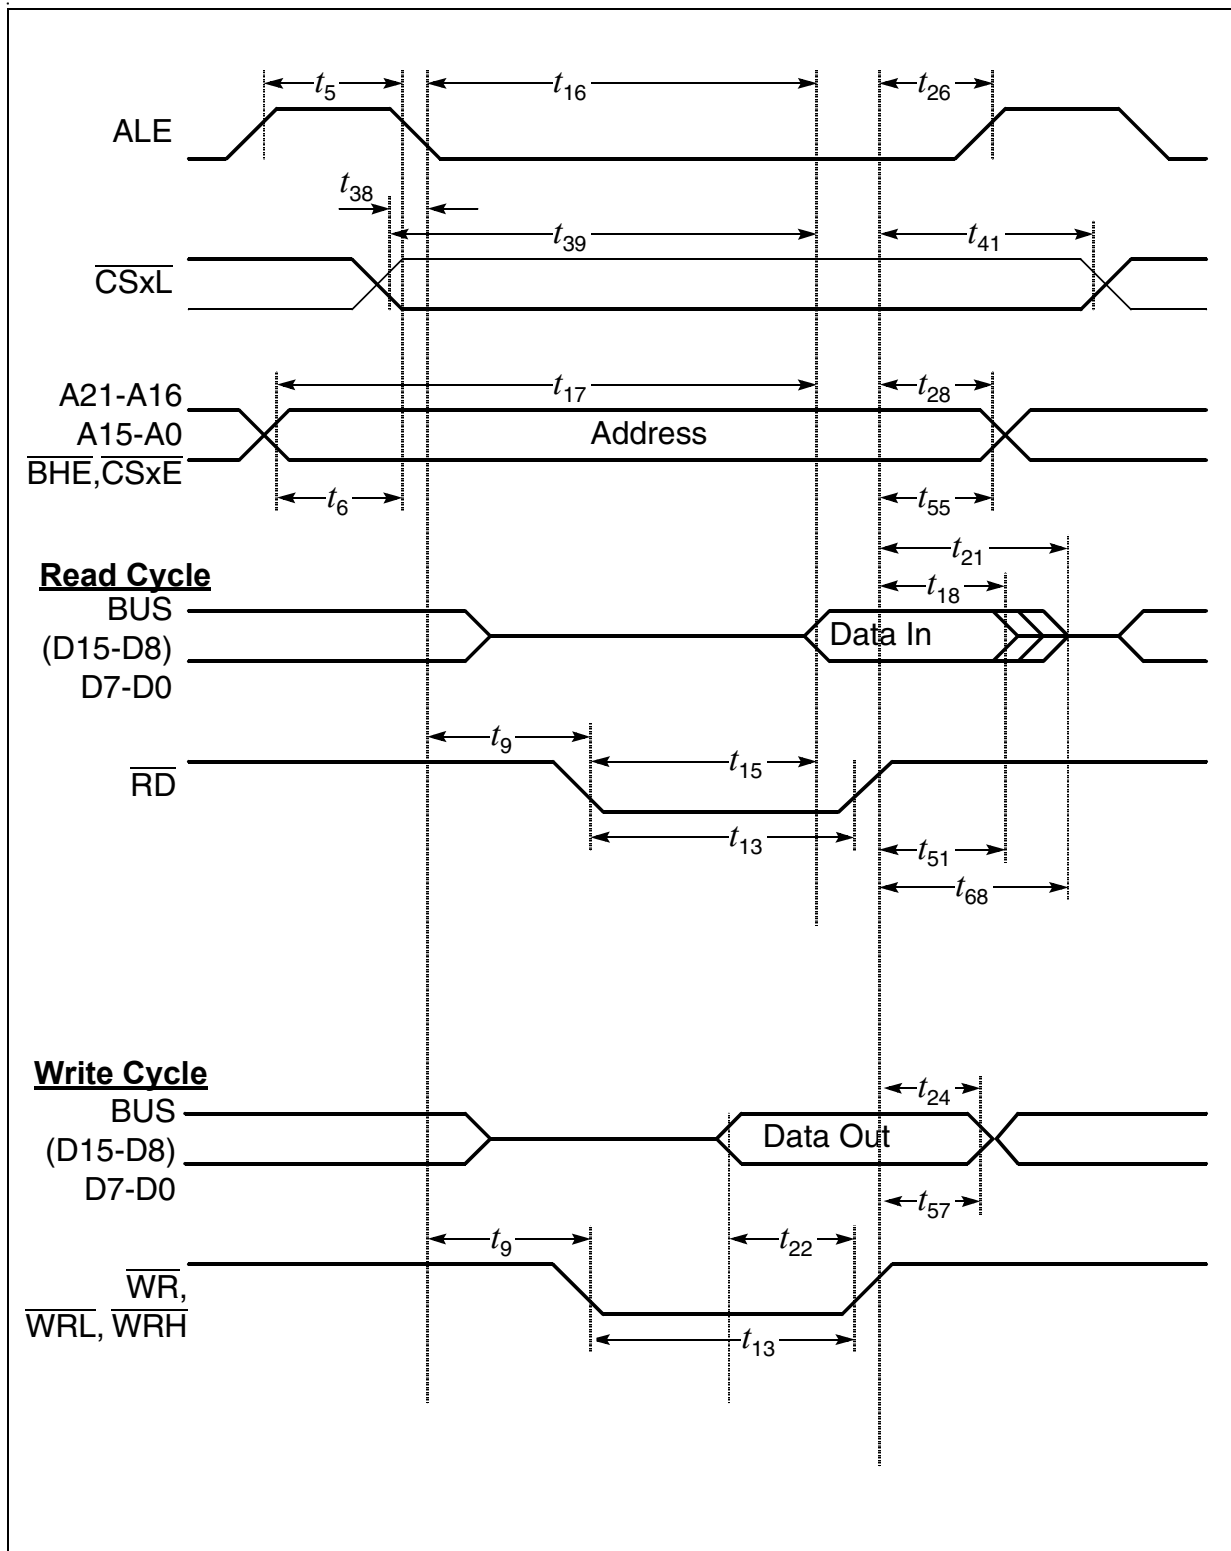 t5
t16
t26
ALE
t38
t39
t41
CSxL
t17
t28
A21-A16
A15-A0
BHE,CSxE
Address
t6
t55
t21
t18
Read Cycle
BUS
(D15-D8)
D7-D0
Data In
t9
t15
RD
t13
t51
t68
Write Cycle
BUS
(D15-D8)
D7-D0
t24
Data Out
t57
t9
t22
WR,
WRL, WRH
t13